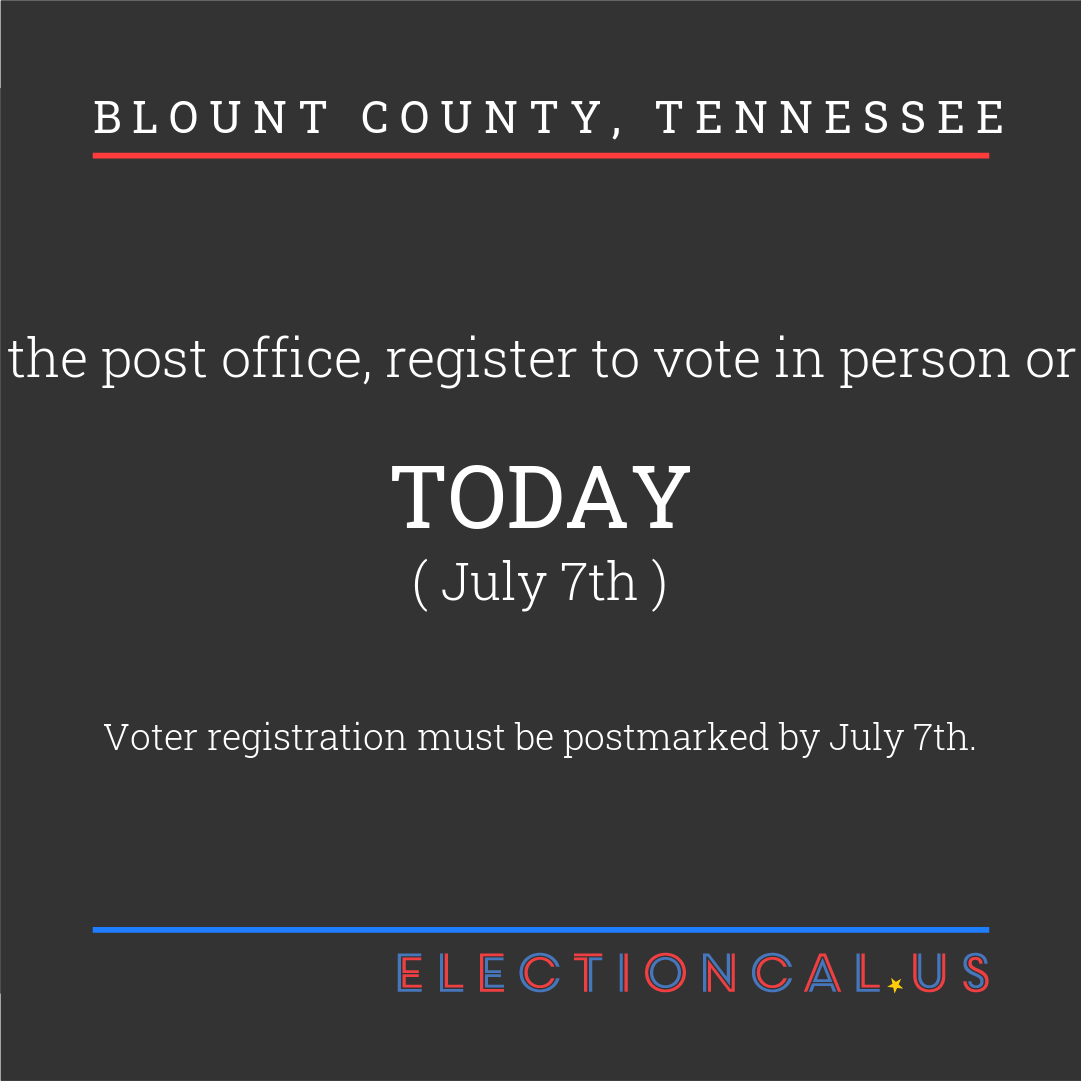 BLOUNT COUNTY, TENNESSEE
the post office, register to vote in person or
TODAY
( July 7th )
Voter registration must be postmarked by July 7th.
ELECTIONCAL.US